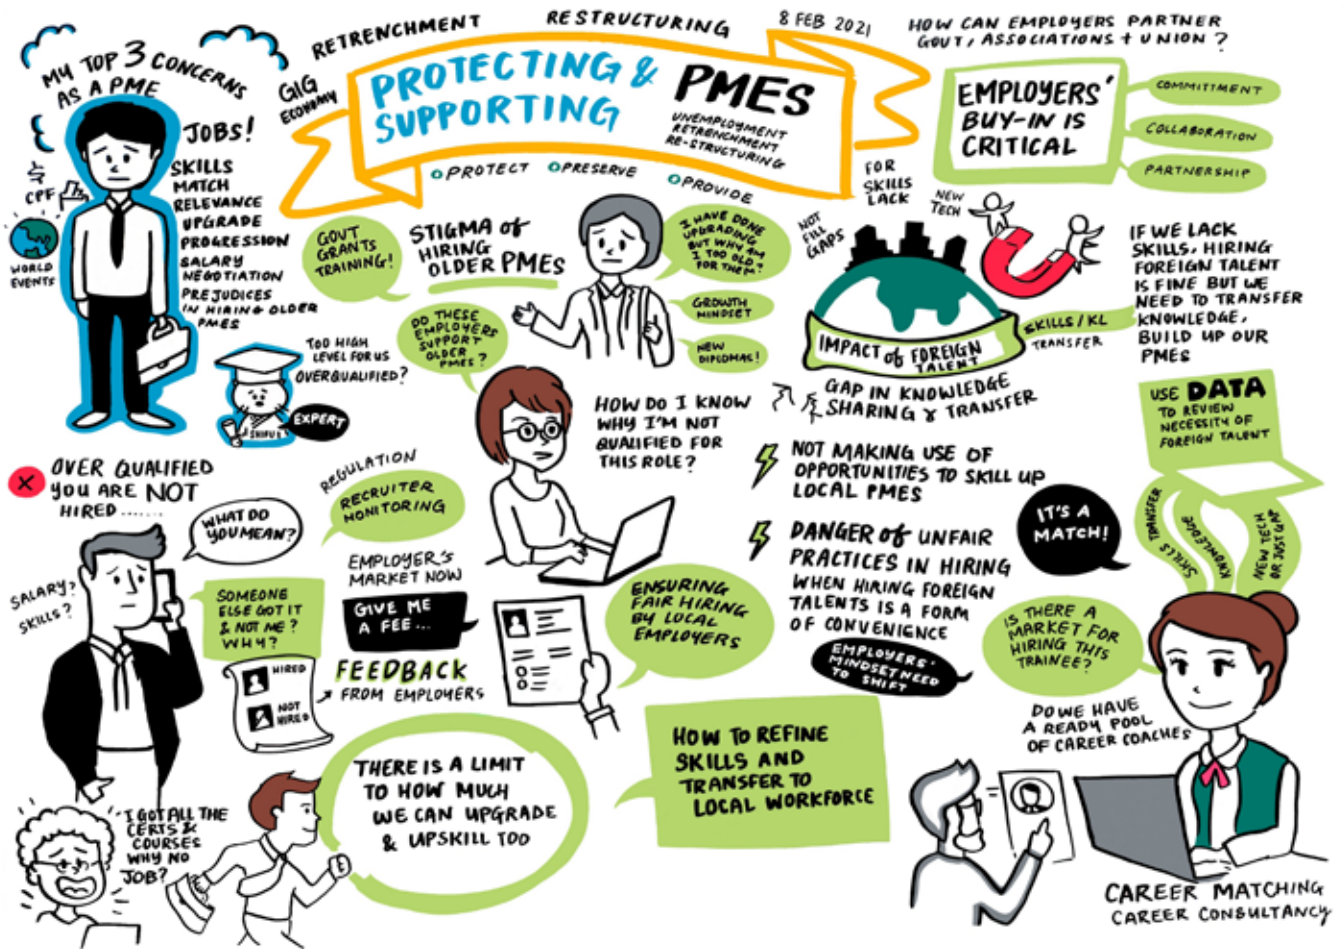 RETRENCHMENT
RESTRUCTURING
8 FEB 2021
GIG
ECONOMY
PROTECTING &
SUPPORTING
PMES
UNEMPLOYMENT
RETRENCHMENT
RE-STRUCTURING
PROTECT
PRESERVE
PROVIDE
HOW CAN EMPLOYERS PARTNER
GOVT, ASSOCIATIONS + UNION?
EMPLOYERS'
BUY-IN IS
CRITICAL
COMMITTMENT
COLLABORATION
PARTNERSHIP
MY TOP 3 CONCERNS
AS A PME
JOBS!
SKILLS
MATCH
RELEVANCE
UPGRADE
PROGRESSION
SALARY
NEGOTIATION
PREJUDICES
IN HIRING OLDER
PMES
CPF
WORLD
EVENTS
TOO HIGH
LEVEL FOR US
OVERQUALIFIED?
SHIFU
EXPERT
GOVT
GRANTS
TRAINING!
STIGMA of
HIRING
OLDER PMES
DO THESE
EMPLOYERS
SUPPORT
OLDER
PMES?
I HAVE DONE
UPGRADING
BUT WHY AM
I TOO OLD?
FOR THEM?
GROWTH
MINDSET
NEW
DIPLOMAS!
HOW DO I KNOW
WHY I'M NOT
QUALIFIED FOR
THIS ROLE?
FOR
SKILLS
LACK
NEW
TECH
NOT
FILL
GAPS
IMPACT of FOREIGN
TALENT
SKILLS/KL
TRANSFER
IF WE LACK
SKILLS, HIRING
FOREIGN TALENT
IS FINE BUT WE
NEED TO TRANSFER
KNOWLEDGE,
BUILD UP OUR
PMES
GAP IN KNOWLEDGE
SHARING & TRANSFER
NOT MAKING USE OF
OPPORTUNITIES TO SKILL UP
LOCAL PMES
DANGER of UNFAIR
PRACTICES IN HIRING
WHEN HIRING FOREIGN
TALENTS IS A FORM
OF CONVENIENCE
EMPLOYERS'
MINDSET NEED
TO SHIFT
USE DATA
TO REVIEW
NECESSITY OF
FOREIGN TALENT
SKILLS TRANSFER
KNOWLEDGE
NEW TECH
OR JUST GAP
IT'S A
MATCH!
IS THERE A
MARKET FOR
HIRING THIS
TRAINEE?
DO WE HAVE
A READY POOL
OF CAREER COACHES
CAREER MATCHING
CAREER CONSULTANCY
OVER QUALIFIED
YOU ARE NOT
HIRED......
WHAT DO
YOU MEAN?
SALARY?
SKILLS?
SOMEONE
ELSE GOT IT
& NOT ME?
WHY?
HIRED
NOT
HIRED
REGULATION
RECRUITER
MONITORING
EMPLOYER'S
MARKET NOW
GIVE ME
A FEE...
FEEDBACK
FROM EMPLOYERS
ENSURING
FAIR HIRING
BY LOCAL
EMPLOYERS
HOW TO REFINE
SKILLS AND
TRANSFER TO
LOCAL WORKFORCE
THERE IS A LIMIT
TO HOW MUCH
WE CAN UPGRADE
& UPSKILL TOO
I GOT ALL THE
CERTS &
COURSES
WHY NO
JOB?